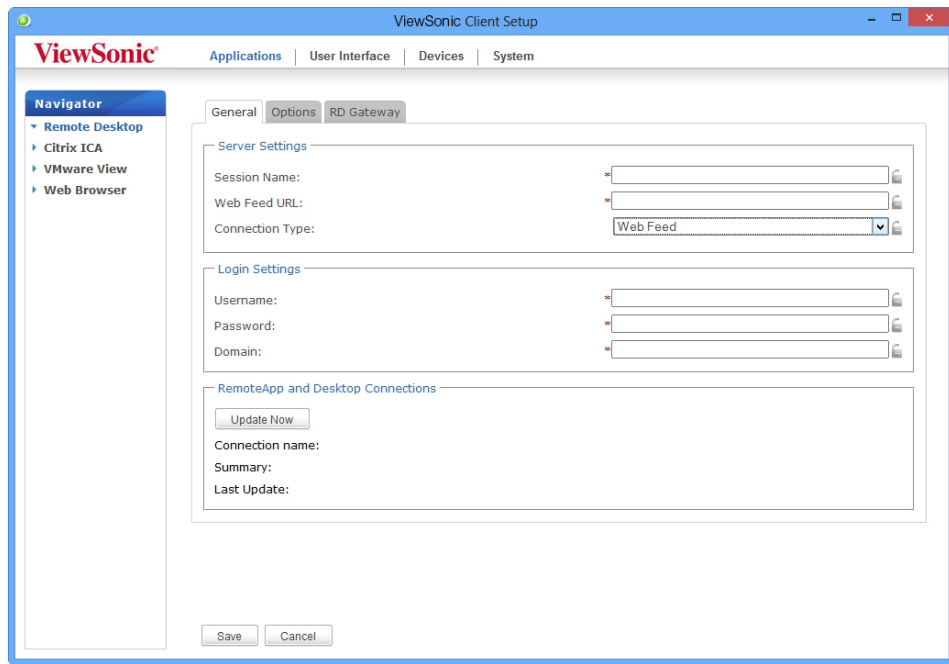 ViewSonic Client Setup
ViewSonic®
Applications | User Interface | Devices | System
Navigator
Remote Desktop
Citrix ICA
VMware View
Web Browser
General Options RD Gateway
Server Settings
Session Name: *
Web Feed URL: *
Connection Type: Web Feed
Login Settings
Username: *
Password: *
Domain: *
RemoteApp and Desktop Connections
Update Now
Connection name:
Summary:
Last Update:
Save Cancel